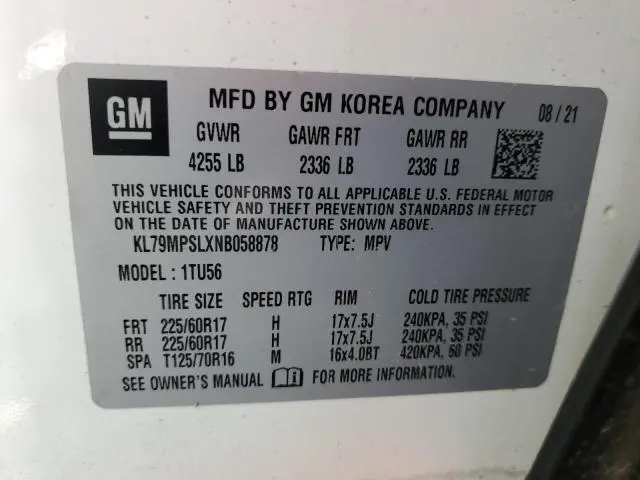 GM
MFD BY GM KOREA COMPANY 08 / 21
GVWR GAWR FRT GAWR RR
4255 LB 2336 LB 2336 LB
THIS VEHICLE CONFORMS TO ALL APPLICABLE U.S. FEDERAL MOTOR
VEHICLE SAFETY AND THEFT PREVENTION STANDARDS IN EFFECT
ON THE DATE OF MANUFACTURE SHOWN ABOVE.
KL79MPSLXNB058878 TYPE: MPV
MODEL : 1TU56
TIRE SIZE SPEED RTG RIM COLD TIRE PRESSURE
FRT 225/60R17 H 17x7.5J 240KPA, 35 PSI
RR 225/60R17 H 17x7.5J 240KPA, 35 PSI
SPA T125/70R16 M 16x4.0BT 420KPA, 60 PSI
SEE OWNER'S MANUAL FOR MORE INFORMATION.